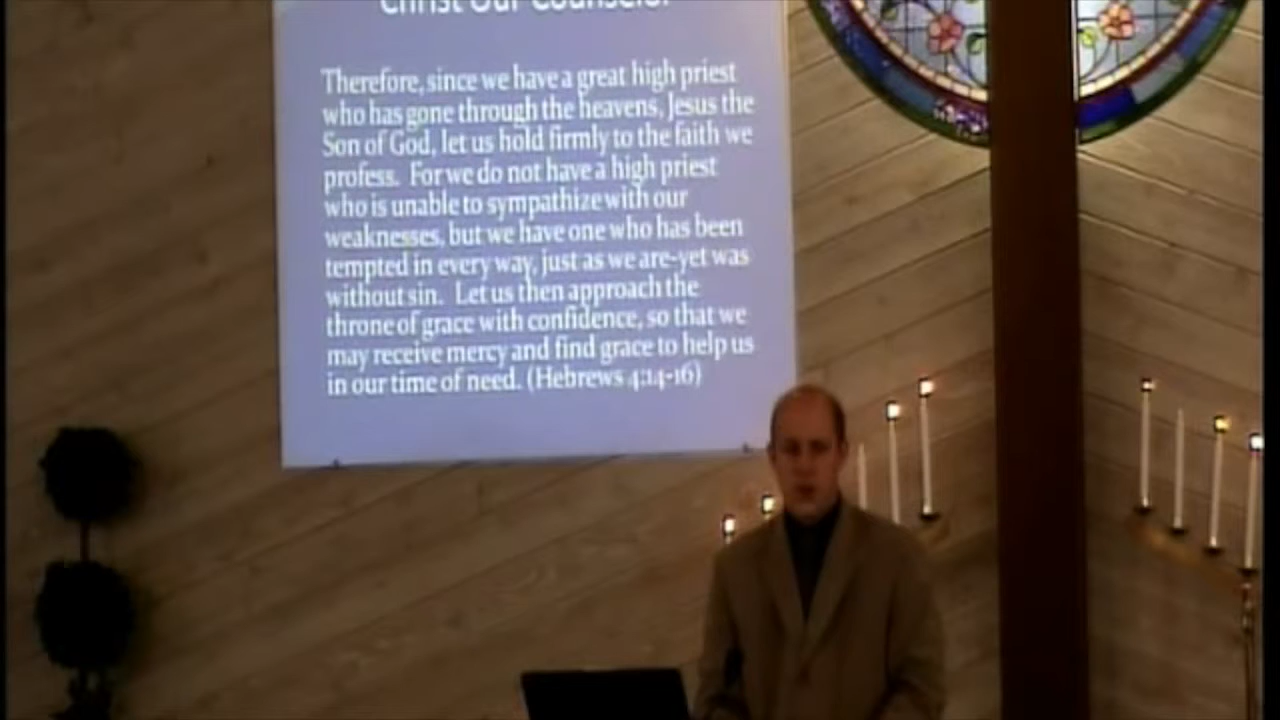 Christ Our Counselor
Therefore, since we have a great high priest
who has gone through the heavens, Jesus the
Son of God, let us hold firmly to the faith we
profess. For we do not have a high priest
who is unable to sympathize with our
weaknesses, but we have one who has been
tempted in every way, just as we are-yet was
without sin. Let us then approach the
throne of grace with confidence, so that we
may receive mercy and find grace to help us
in our time of need. (Hebrews 4:14-16)